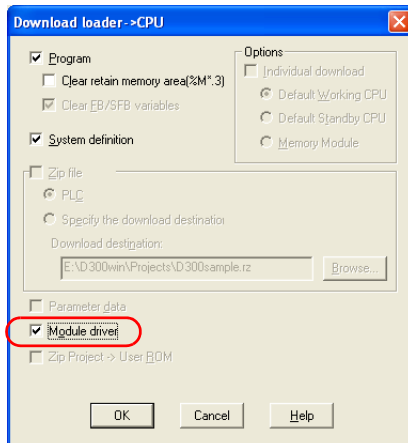 Download loader->CPU
Program
Clear retain memory area(%M*.3)
Clear FB/SFB variables
System definition
Options
Individual download
Default Working CPU
Default Standby CPU
Memory Module
Zip file
PLC
Specify the download destination
Download destination:
E:\D300win\Projects\D300sample.rz
Browse...
Parameter data
Module driver
Zip Project -> User ROM
OK
Cancel
Help